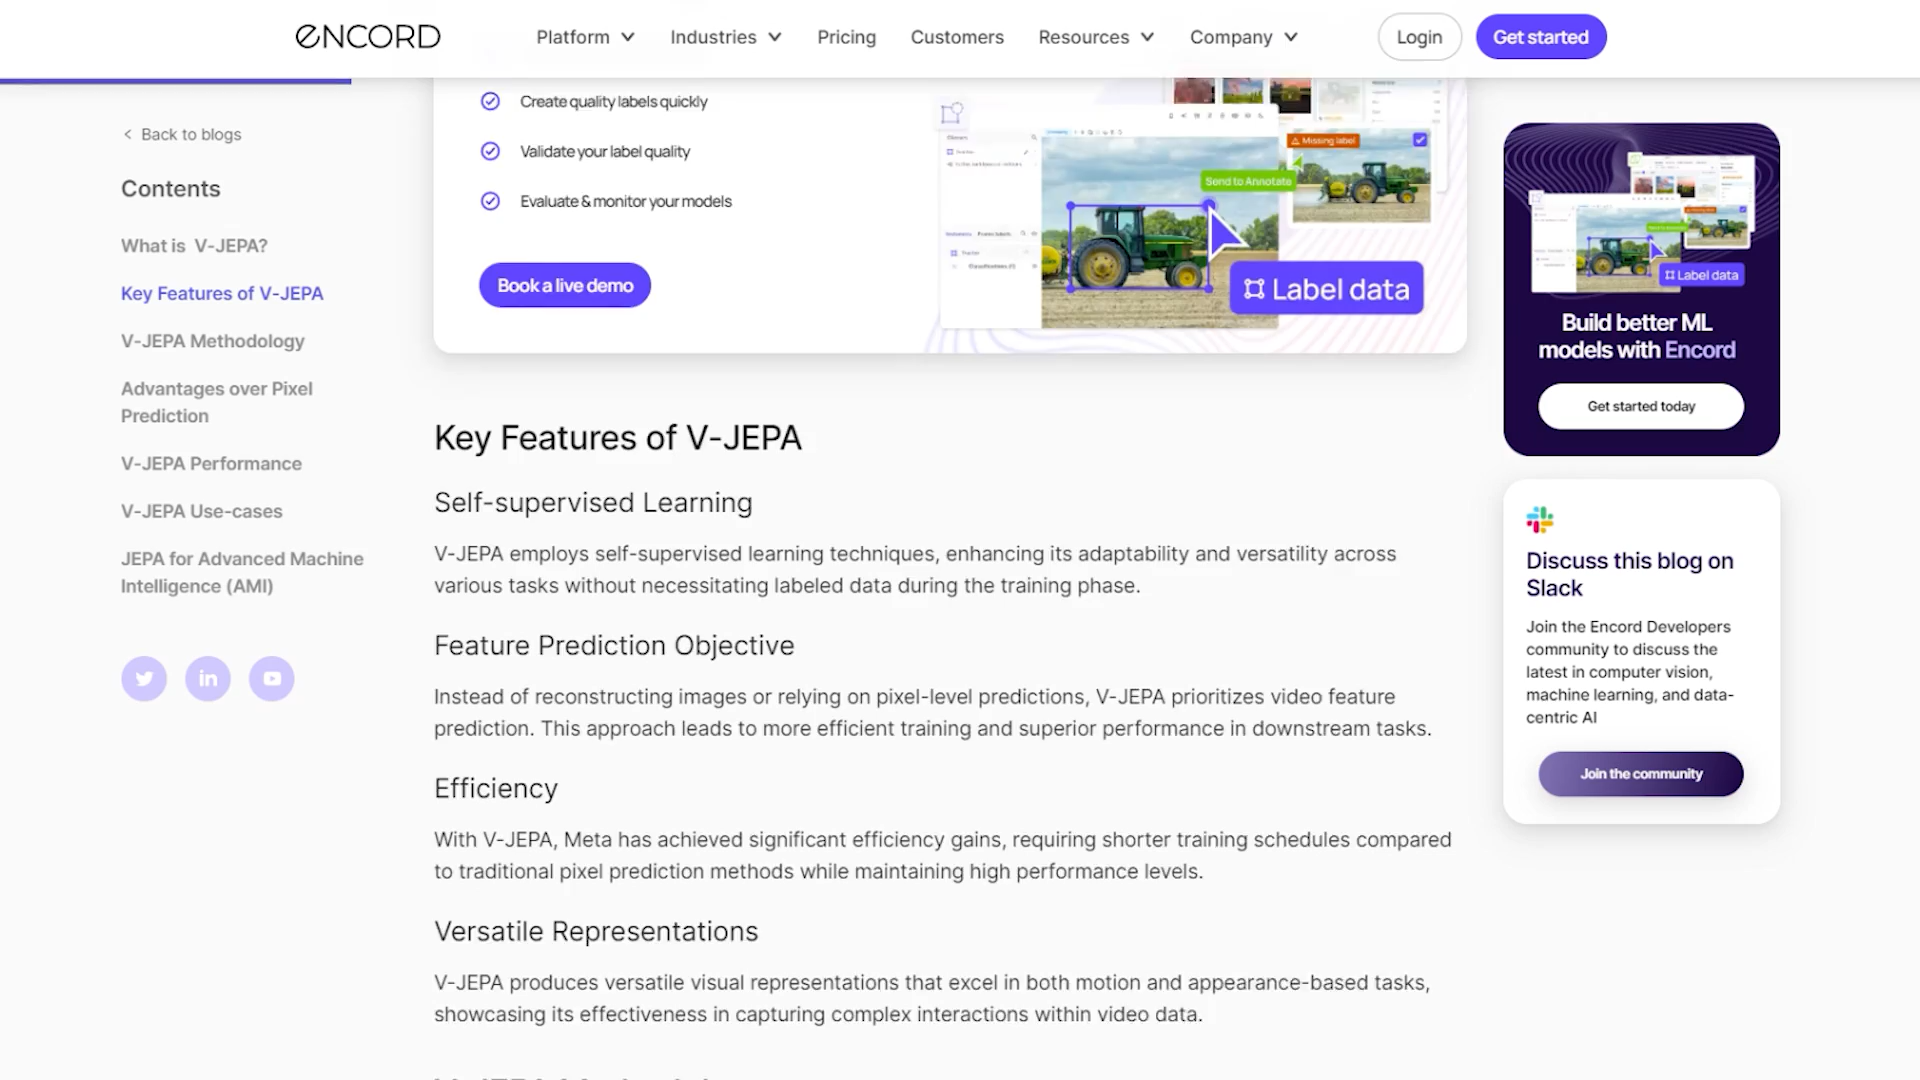 ENCORD
Platform
Industries
Pricing
Customers
Resources
Company
Login
Get started
Back to blogs
Contents
What is V-JEPA?
Key Features of V-JEPA
V-JEPA Methodology
Advantages over Pixel
Prediction
V-JEPA Performance
V-JEPA Use-cases
JEPA for Advanced Machine
Intelligence (AMI)
Create quality labels quickly
Validate your label quality
Evaluate & monitor your models
Book a live demo
Missing label
Send to Annotate
Label data
Key Features of V-JEPA
Self-supervised Learning
V-JEPA employs self-supervised learning techniques, enhancing its adaptability and versatility across
various tasks without necessitating labeled data during the training phase.
Feature Prediction Objective
Instead of reconstructing images or relying on pixel-level predictions, V-JEPA prioritizes video feature
prediction. This approach leads to more efficient training and superior performance in downstream tasks.
Efficiency
With V-JEPA, Meta has achieved significant efficiency gains, requiring shorter training schedules compared
to traditional pixel prediction methods while maintaining high performance levels.
Versatile Representations
V-JEPA produces versatile visual representations that excel in both motion and appearance-based tasks,
showcasing its effectiveness in capturing complex interactions within video data.
Label data
Build better ML
models with Encord
Get started today
Discuss this blog on
Slack
Join the Encord Developers
community to discuss the
latest in computer vision,
machine learning, and data-
centric AI
Join the community